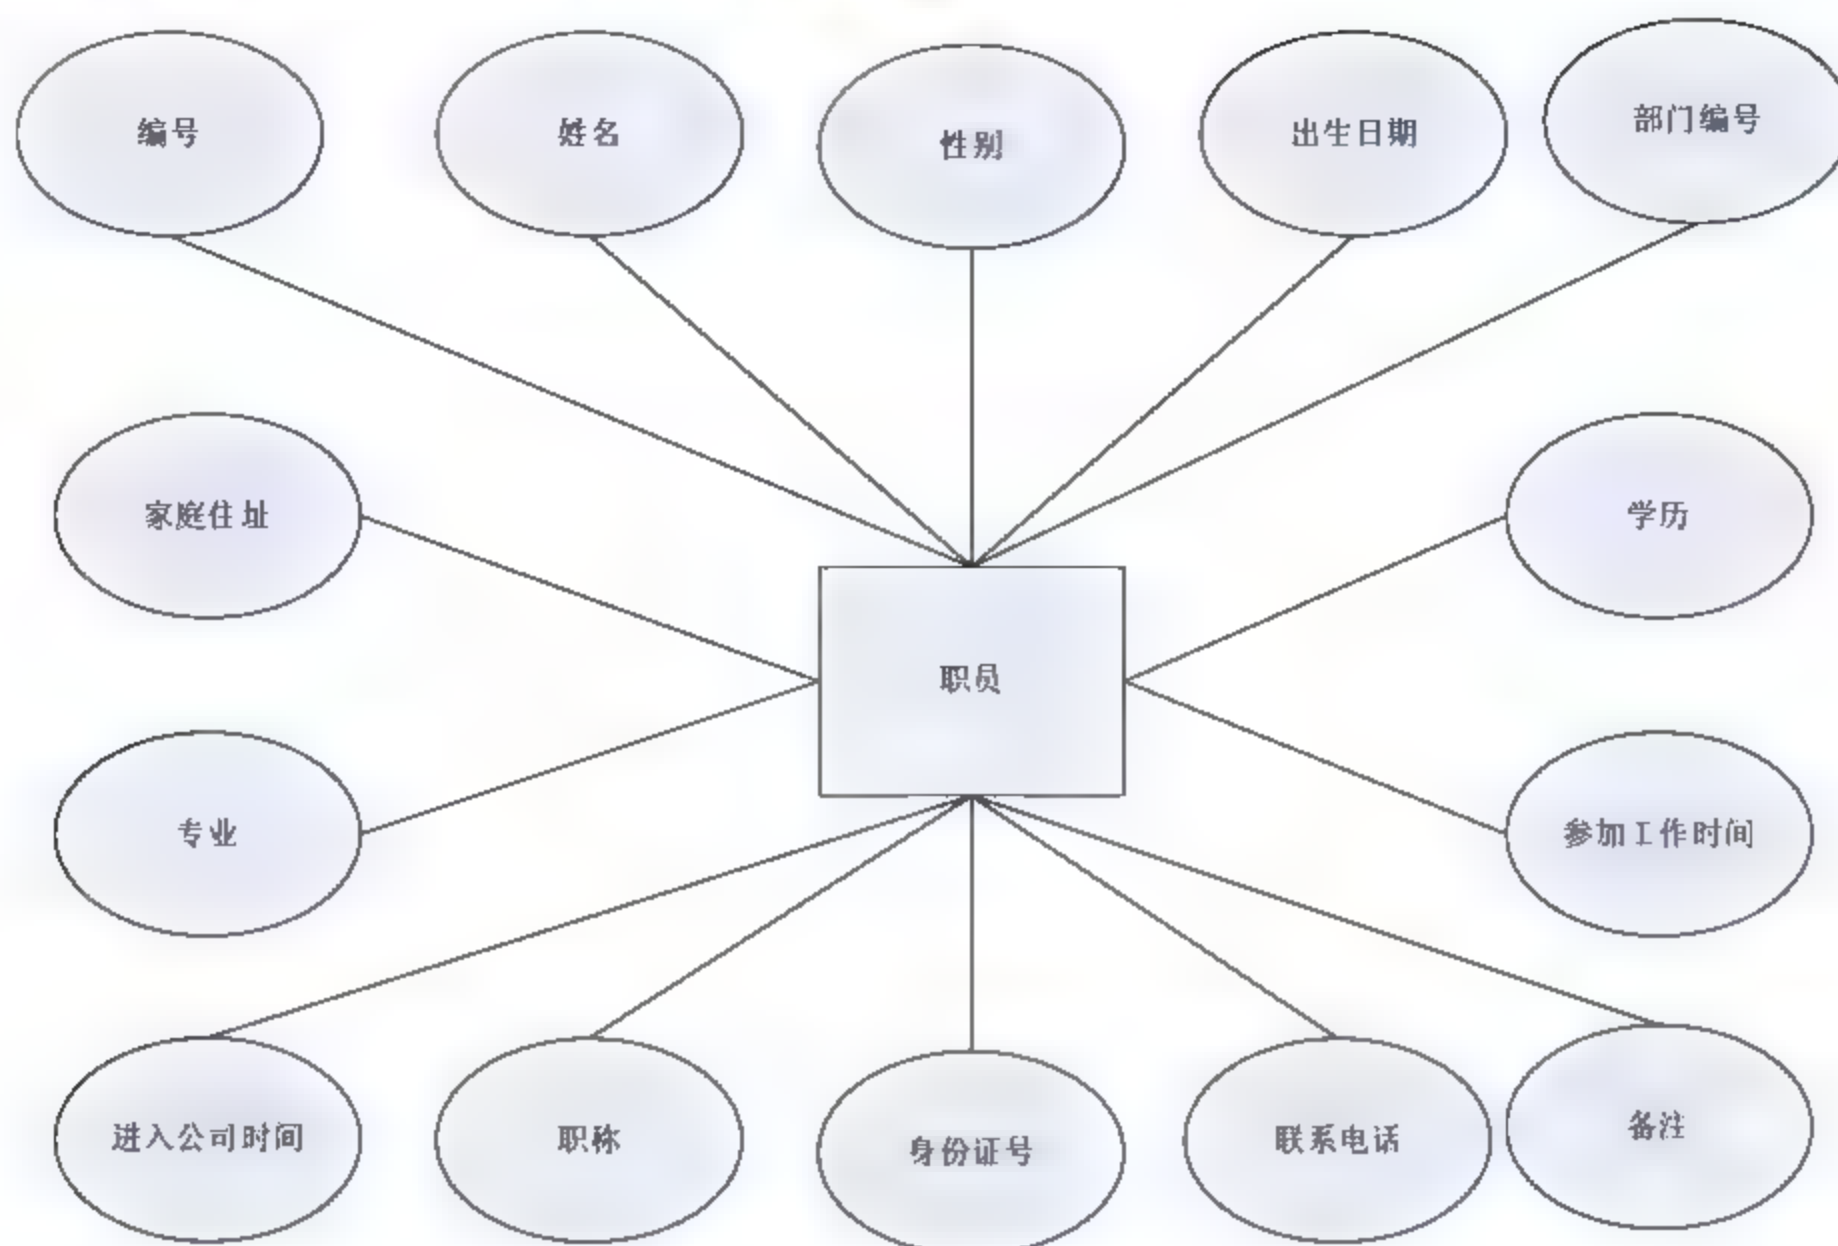 编号
姓名
性别
出生日期
部门编号
家庭住址
学历
职员
专业
参加工作时间
进入公司时间
职称
身份证号
联系电话
备注